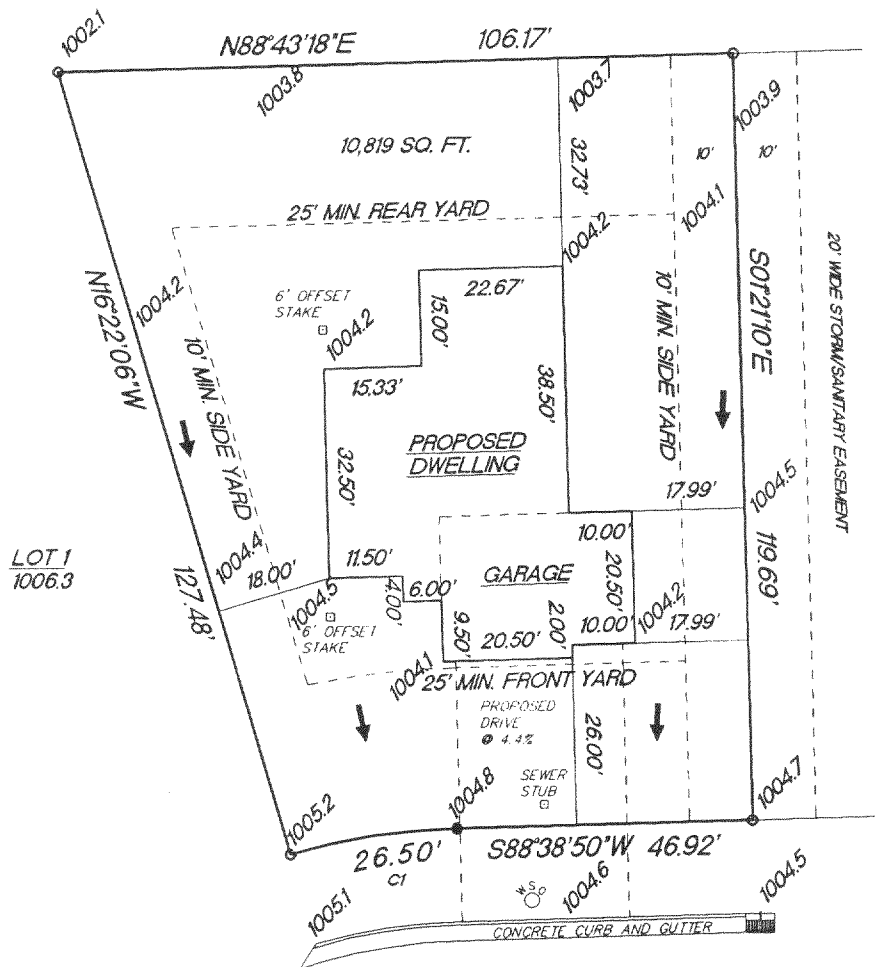 1002.1
N88°43'18"E 106.17'
1003.8
1003.7
1003.9
10,819 SQ. FT.
32.73'
10'
10'
25' MIN. REAR YARD
1004.1
1004.2
20' WIDE STORM/SANITARY EASEMENT
S01°21'10"E
N16°22'06"W
1004.2
6' OFFSET
STAKE
1004.2
22.67'
15.00'
10' MIN. SIDE YARD
10' MIN. SIDE YARD
15.33'
38.50'
PROPOSED
DWELLING
32.50'
17.99'
1004.5
119.69'
LOT 1
1006.3
127.48'
1004.4
18.00'
11.50'
4.00'
6.00'
GARAGE
10.00'
20.50'
1004.5
6' OFFSET
STAKE
9.50'
20.50'
2.00'
10.00'
1004.2
17.99'
1004.1
25' MIN. FRONT YARD
PROPOSED
DRIVE
@ 4.4%
26.00'
SEWER
STUB
1004.8
1004.7
1005.2
26.50'
C1
S88°38'50"W 46.92'
WSO
1005.1
1004.6
1004.5
CONCRETE CURB AND GUTTER